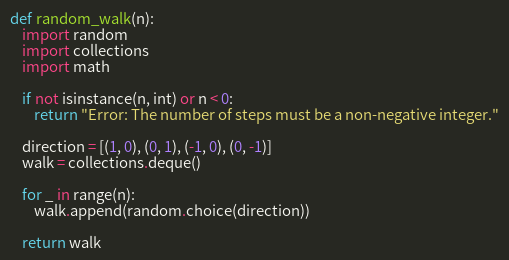 def random_walk(n):
    import random
    import collections
    import math

    if not isinstance(n, int) or n < 0:
        return "Error: The number of steps must be a non-negative integer."

    direction = [(1, 0), (0, 1), (-1, 0), (0, -1)]
    walk = collections.deque()

    for _ in range(n):
        walk.append(random.choice(direction))

    return walk